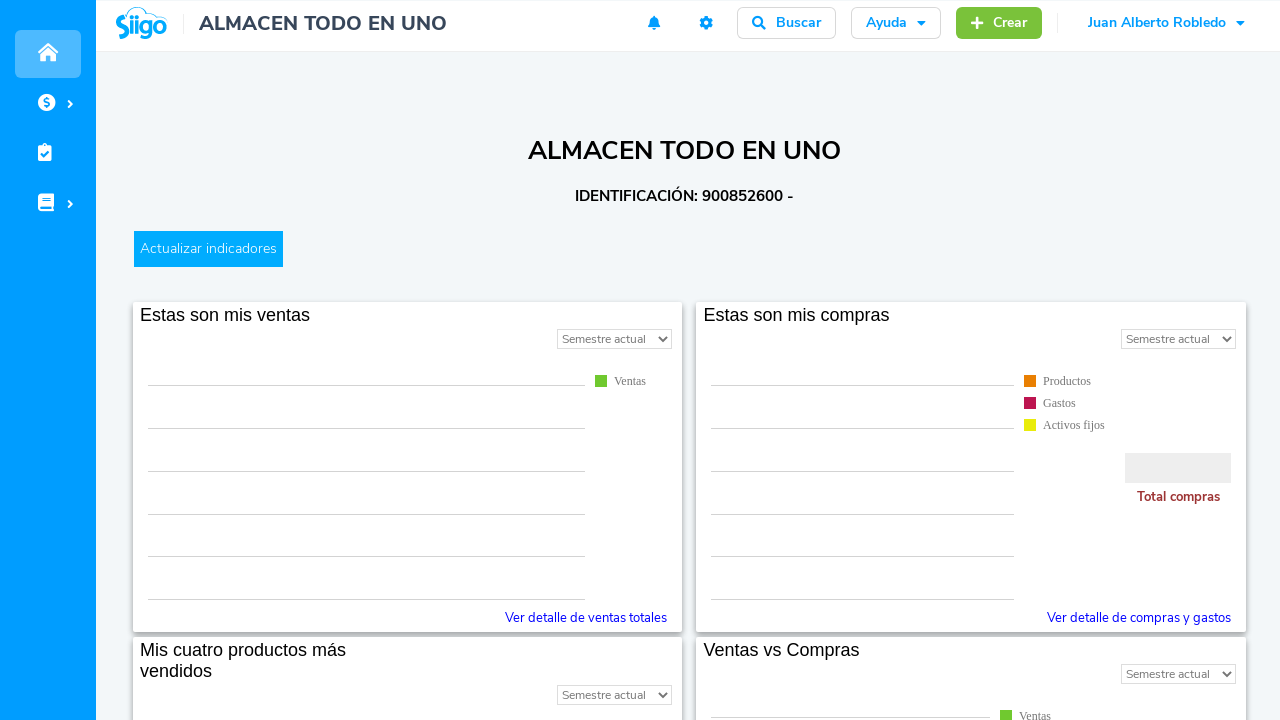 Siigo
ALMACEN TODO EN UNO
Buscar
Ayuda
Crear
Juan Alberto Robledo
ALMACEN TODO EN UNO
IDENTIFICACIÓN: 900852600 -
Actualizar indicadores
Estas son mis ventas
Semestre actual
Ventas
Ver detalle de ventas totales
Estas son mis compras
Semestre actual
Productos
Gastos
Activos fijos
Total compras
Ver detalle de compras y gastos
Mis cuatro productos más
vendidos
Semestre actual
Ventas vs Compras
Semestre actual
Ventas